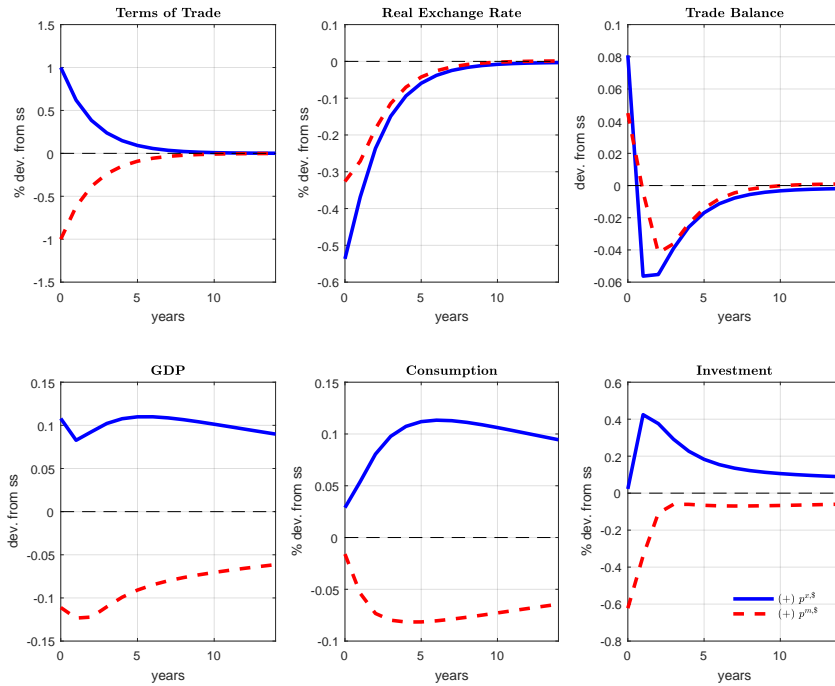 Terms of Trade
1.5
1
0.5
0
-0.5
-1
-1.5
% dev. from ss
0 5 10
years
Real Exchange Rate
0.1
0
-0.1
-0.2
-0.3
-0.4
-0.5
-0.6
% dev. from ss
0 5 10
years
Trade Balance
0.1
0.08
0.06
0.04
0.02
0
-0.02
-0.04
-0.06
dev. from ss
0 5 10
years
GDP
0.15
0.1
0.05
0
-0.05
-0.1
-0.15
dev. from ss
0 5 10
years
Consumption
0.15
0.1
0.05
0
-0.05
-0.1
% dev. from ss
0 5 10
years
Investment
0.6
0.4
0.2
0
-0.2
-0.4
-0.6
-0.8
% dev. from ss
(+) p^{x,$}
(+) p^{m,$}
0 5 10
years